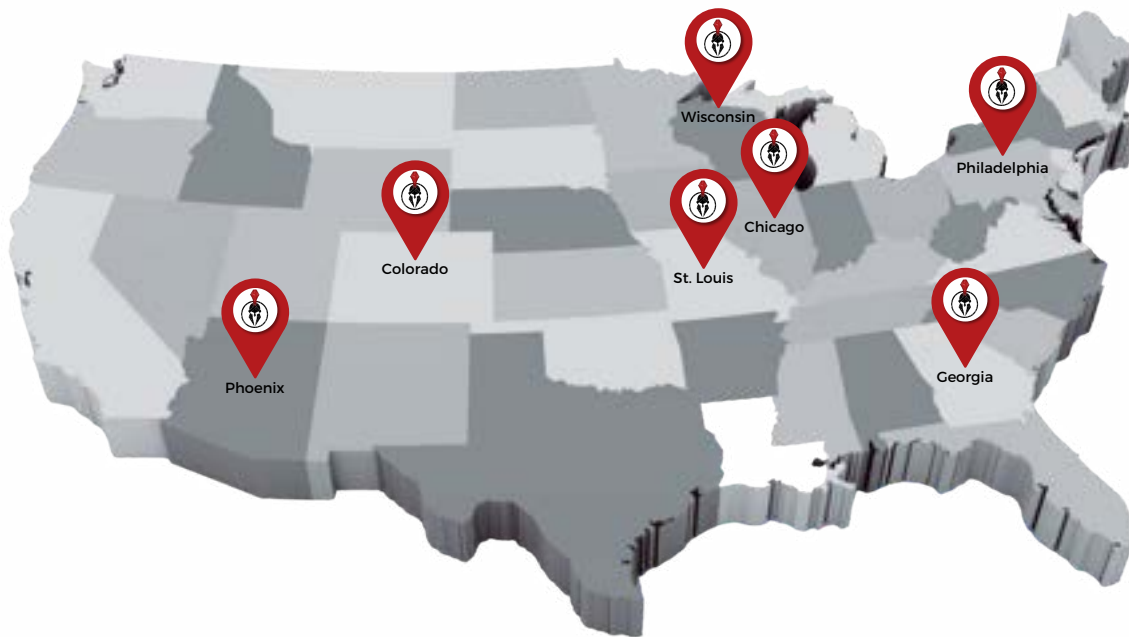 Wisconsin
Philadelphia
Chicago
Colorado
St. Louis
Georgia
Phoenix